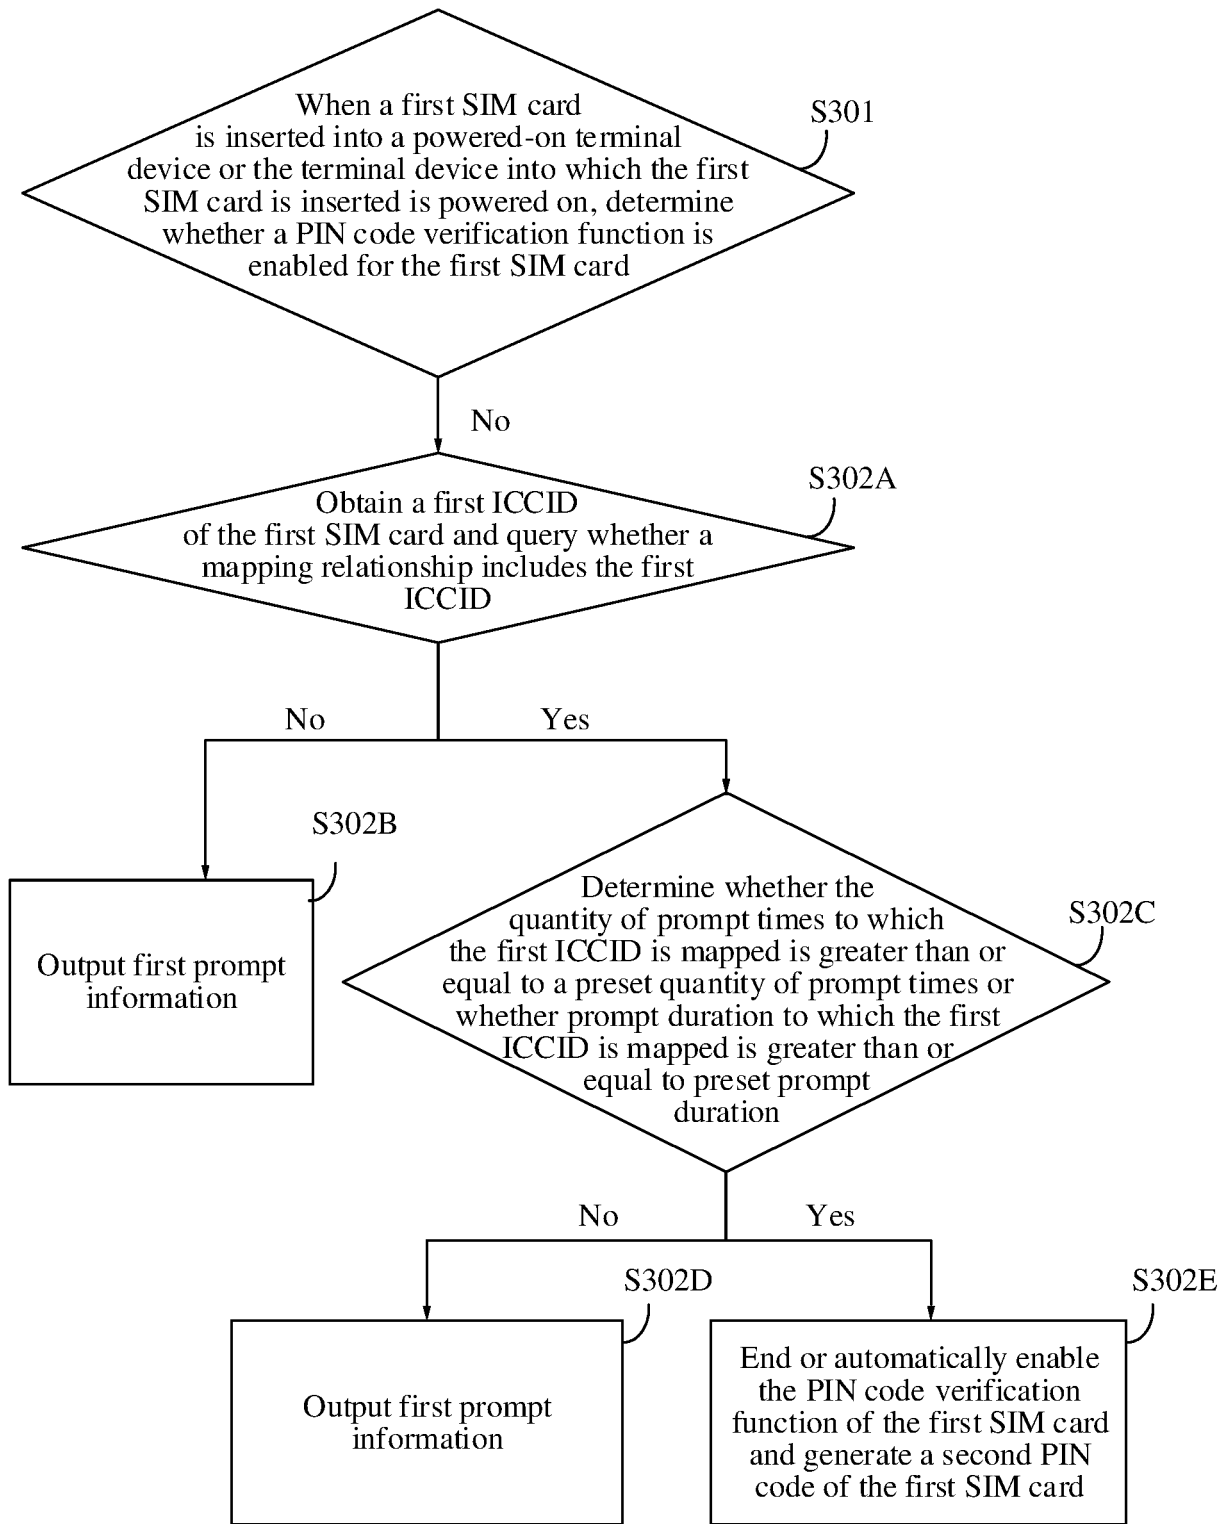 When a first SIM card
is inserted into a powered-on terminal
device or the terminal device into which the first
SIM card is inserted is powered on, determine
whether a PIN code verification function is
enabled for the first SIM card
S301
No
Obtain a first ICCID
of the first SIM card and query whether a
mapping relationship includes the first
ICCID
S302A
No
Yes
S302B
Output first prompt
information
Determine whether the
quantity of prompt times to which
the first ICCID is mapped is greater than or
equal to a preset quantity of prompt times or
whether prompt duration to which the first
ICCID is mapped is greater than or
equal to preset prompt
duration
S302C
No
Yes
S302D
Output first prompt
information
S302E
End or automatically enable
the PIN code verification
function of the first SIM card
and generate a second PIN
code of the first SIM card